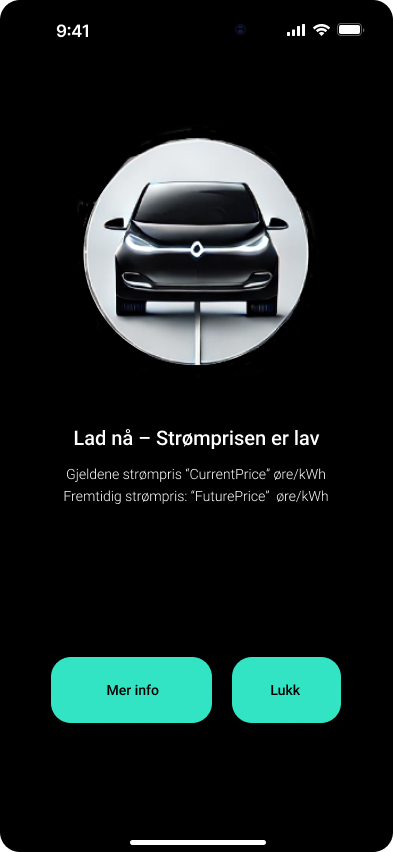 9:41
Lad nå – Strømprisen er lav
Gjeldene strømpris “CurrentPrice” øre/kWh
Fremtidig strømpris: “FuturePrice”  øre/kWh
Mer info
Lukk